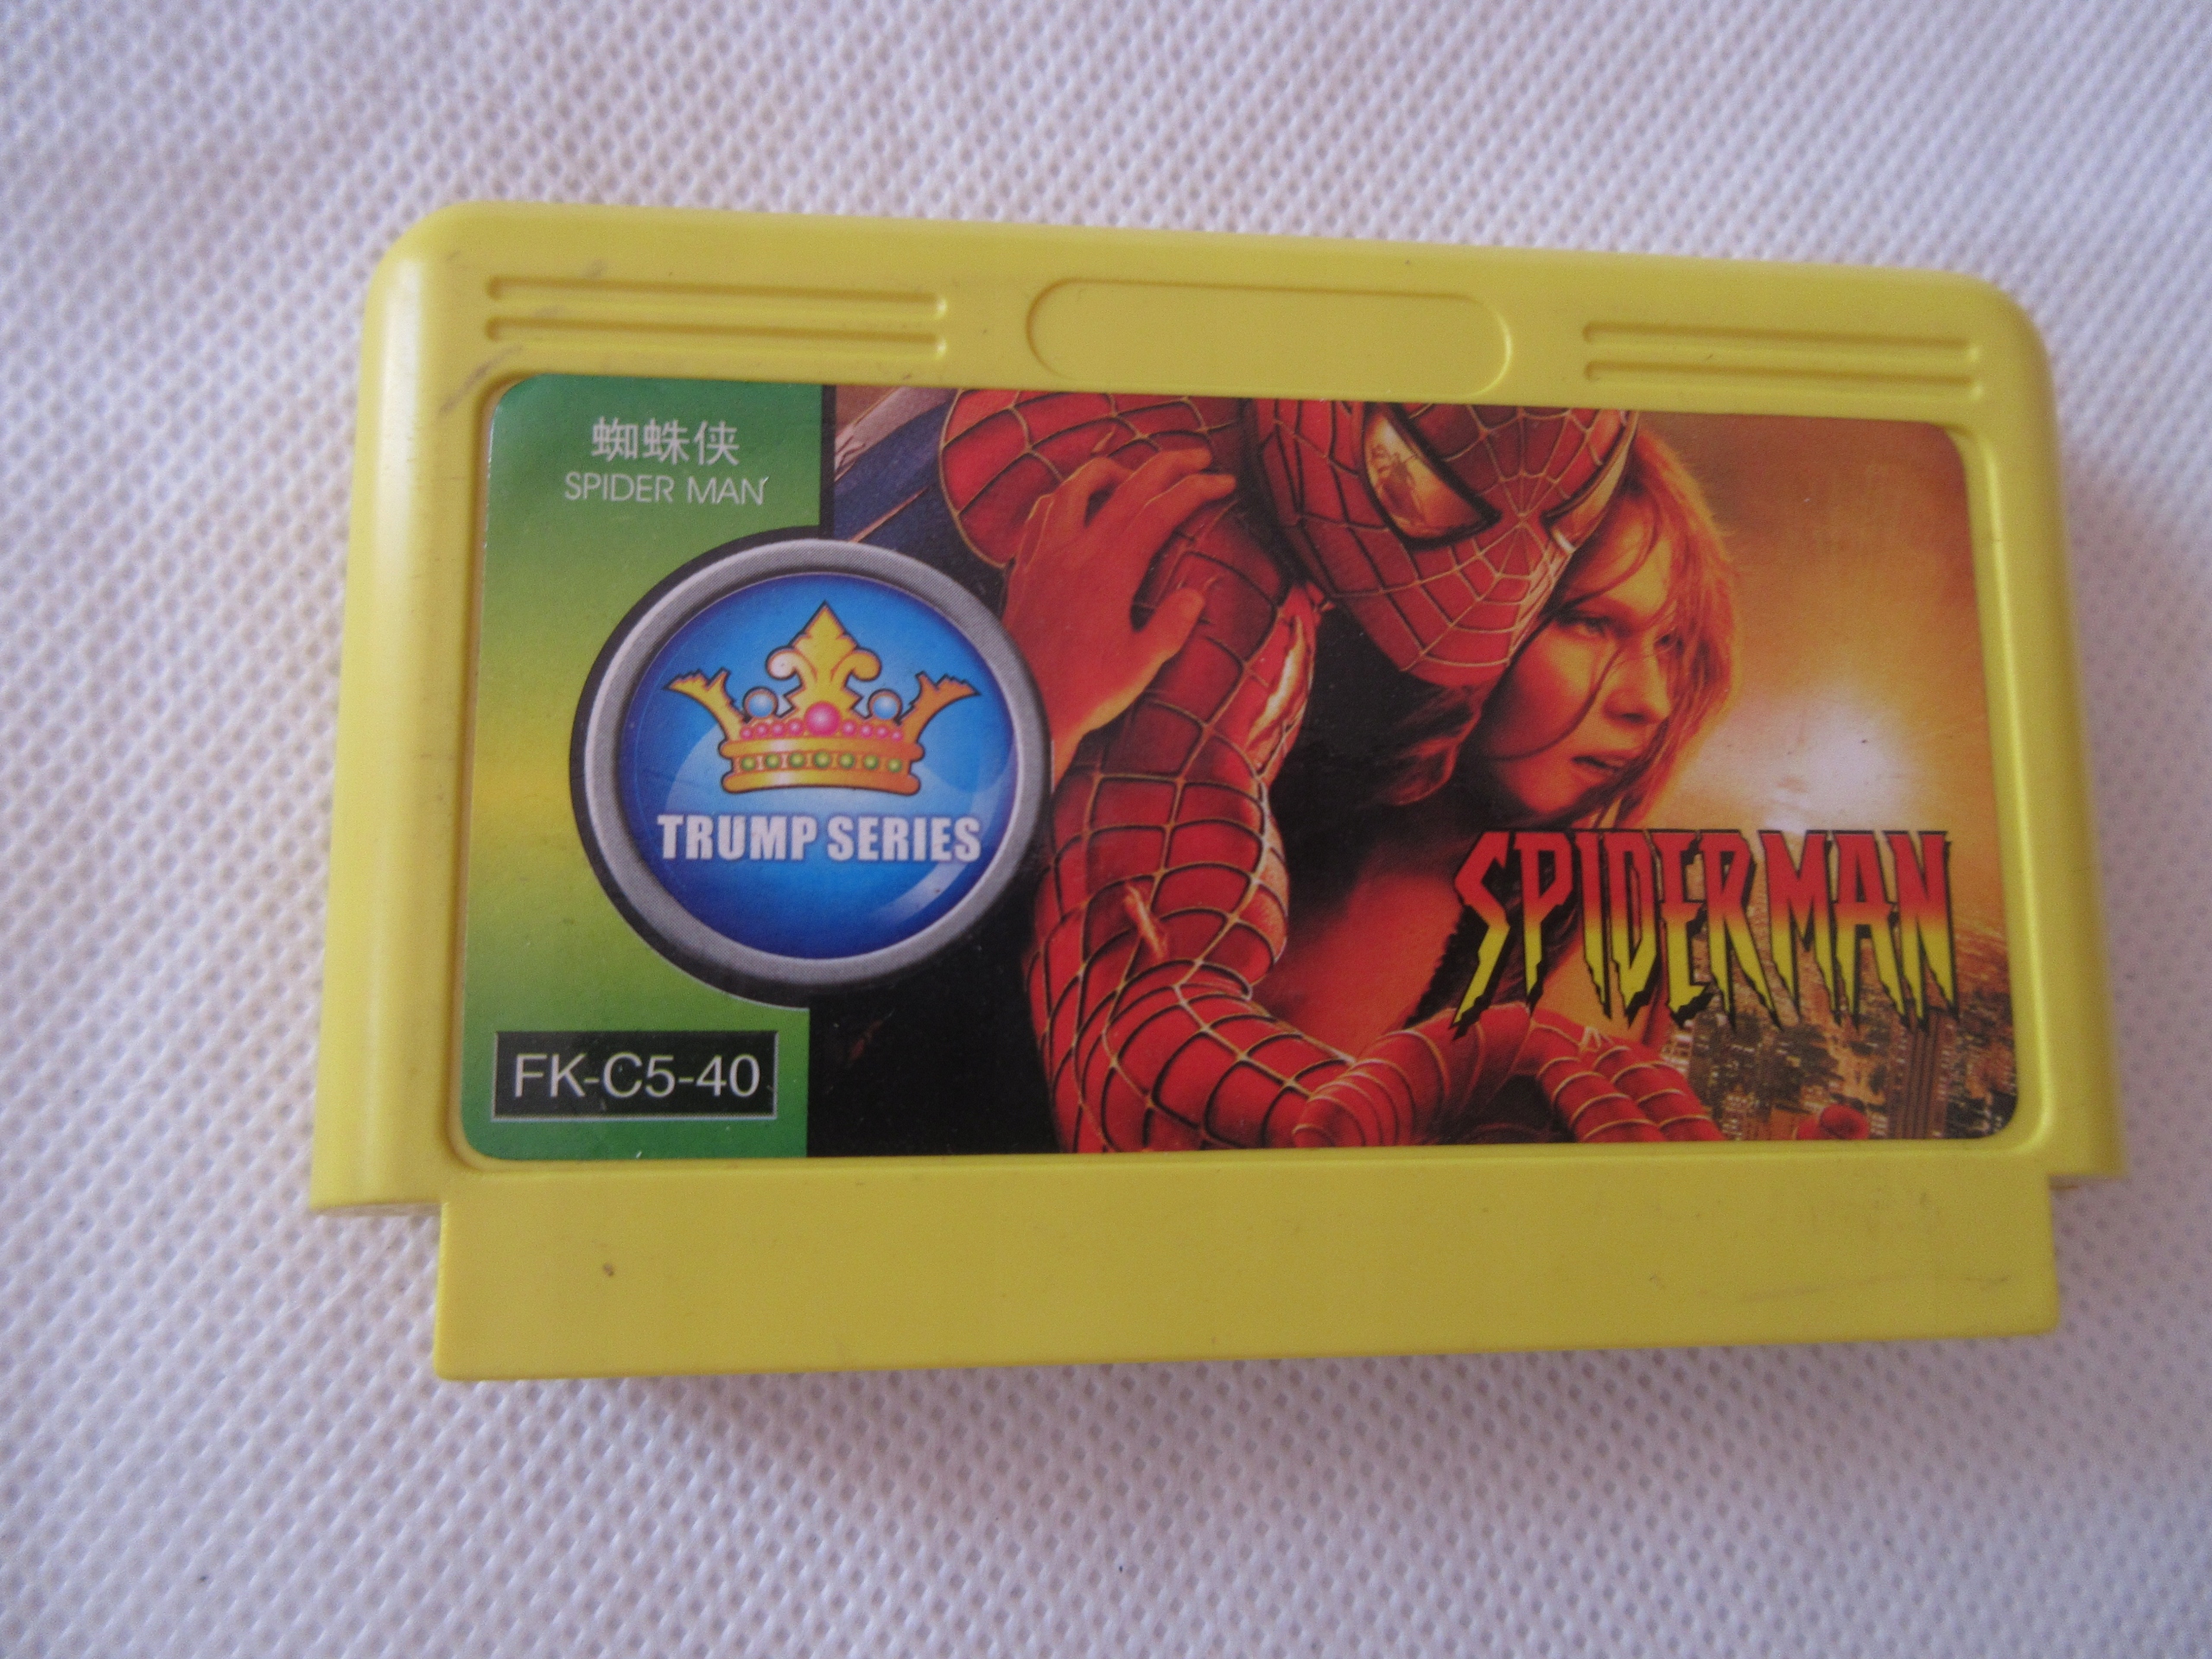 蜘蛛侠
SPIDER MAN
TRUMP SERIES
FK-C5-40
SPIDERMAN